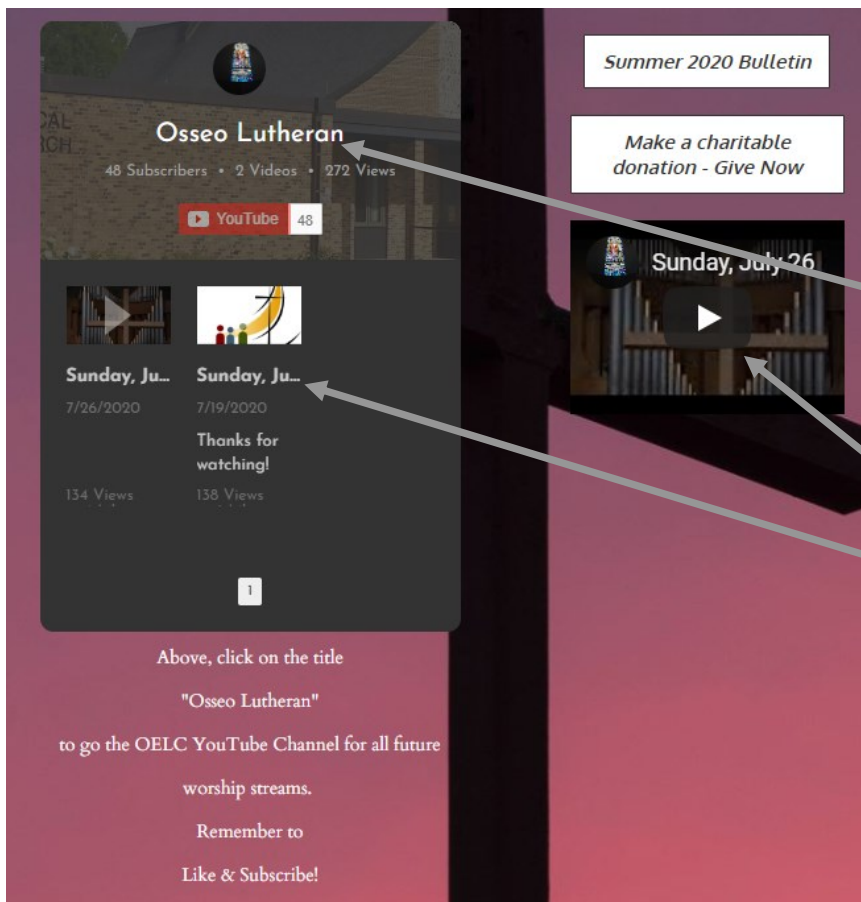 CAL
RCH
Osseo Lutheran
48 Subscribers • 2 Videos • 272 Views
YouTube 48
Sunday, Ju...
7/26/2020
134 Views
Sunday, Ju...
7/19/2020
Thanks for
watching!
138 Views
1
Above, click on the title
"Osseo Lutheran"
to go the OELC YouTube Channel for all future
worship streams.
Remember to
Like & Subscribe!
Summer 2020 Bulletin
Make a charitable
donation - Give Now
Sunday, July 26